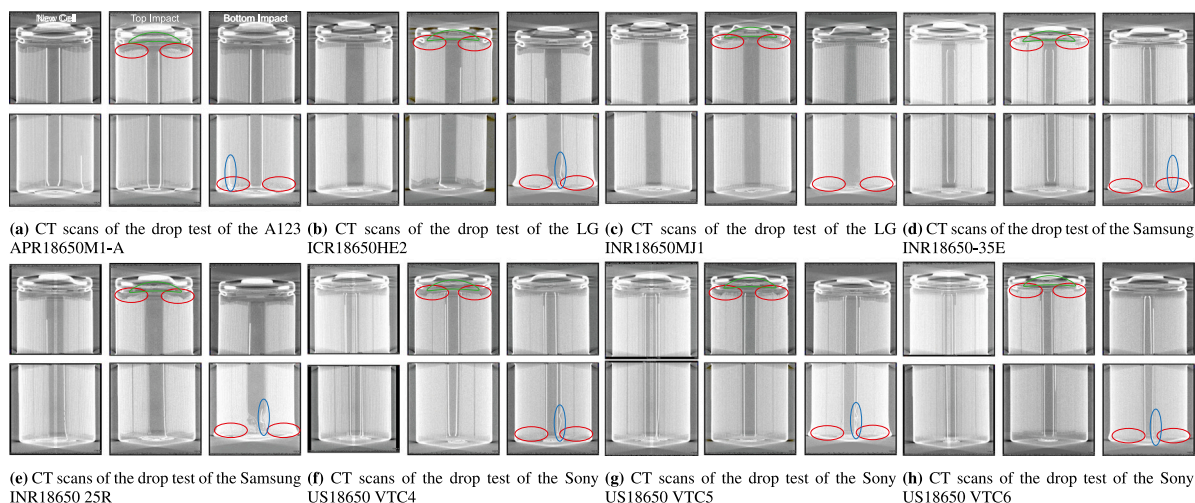 New Cell Top Impact Bottom Impact
(a) CT scans of the drop test of the A123
APR18650M1-A
(b) CT scans of the drop test of the LG
ICR18650HE2
(c) CT scans of the drop test of the LG
INR18650MJ1
(d) CT scans of the drop test of the Samsung
INR18650-35E
(e) CT scans of the drop test of the Samsung
INR18650 25R
(f) CT scans of the drop test of the Sony
US18650 VTC4
(g) CT scans of the drop test of the Sony
US18650 VTC5
(h) CT scans of the drop test of the Sony
US18650 VTC6